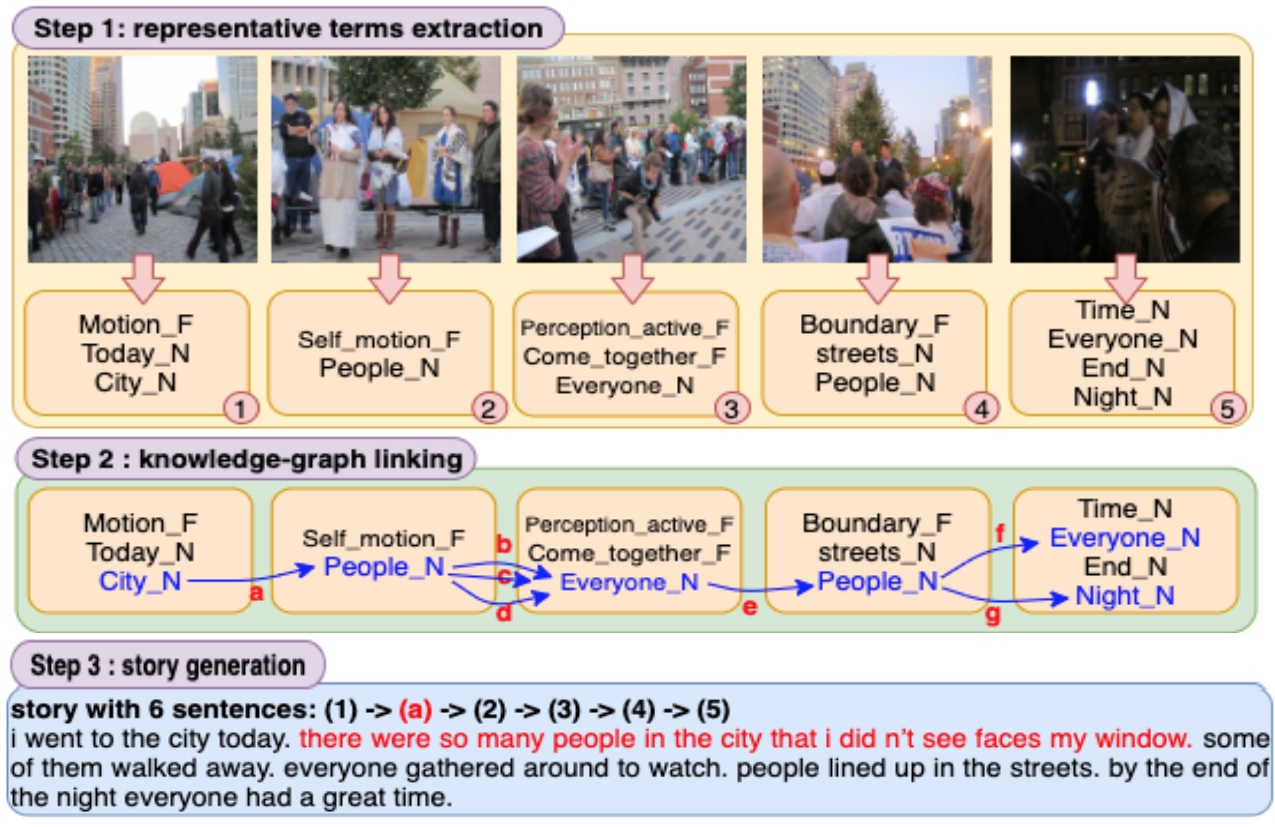 Step 1: representative terms extraction
Motion_F
Today_N
City_N
1
Self_motion_F
People_N
2
Perception_active_F
Come_together_F
Everyone_N
3
Boundary_F
streets_N
People_N
4
Time_N
Everyone_N
End_N
Night_N
5
Step 2 : knowledge-graph linking
Motion_F
Today_N
City_N
a
Self_motion_F
People_N
b
c
d
Perception_active_F
Come_together_F
Everyone_N
e
Boundary_F
streets_N
People_N
f
g
Time_N
Everyone_N
End_N
Night_N
Step 3 : story generation
story with 6 sentences: (1) -> (a) -> (2) -> (3) -> (4) -> (5)
i went to the city today. there were so many people in the city that i did n't see faces my window. some
of them walked away. everyone gathered around to watch. people lined up in the streets. by the end of
the night everyone had a great time.